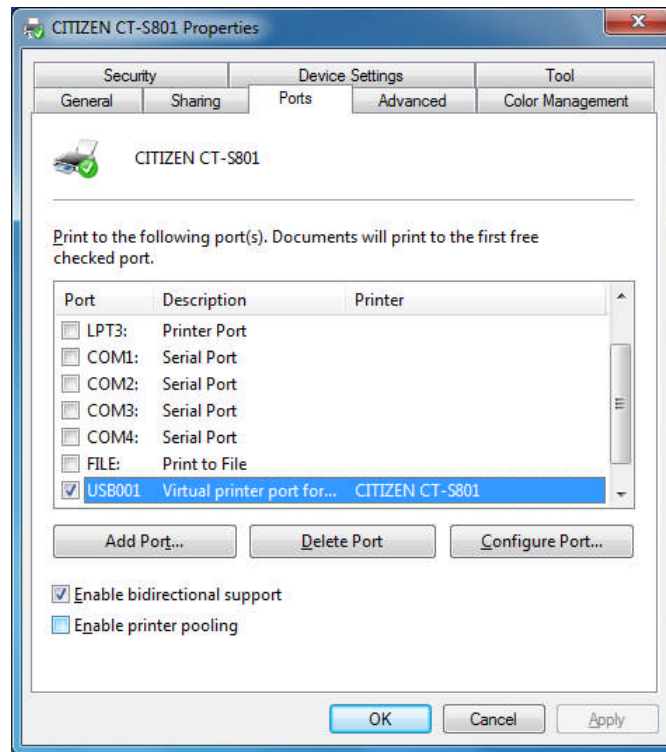 CITIZEN CT-S801 Properties
Security Device Settings Tool
General Sharing Ports Advanced Color Management
CITIZEN CT-S801
Print to the following port(s). Documents will print to the first free
checked port.
Port Description Printer
LPT3: Printer Port
COM1: Serial Port
COM2: Serial Port
COM3: Serial Port
COM4: Serial Port
FILE: Print to File
USB001 Virtual printer port for... CITIZEN CT-S801
Add Port... Delete Port Configure Port...
Enable bidirectional support
Enable printer pooling
OK Cancel Apply